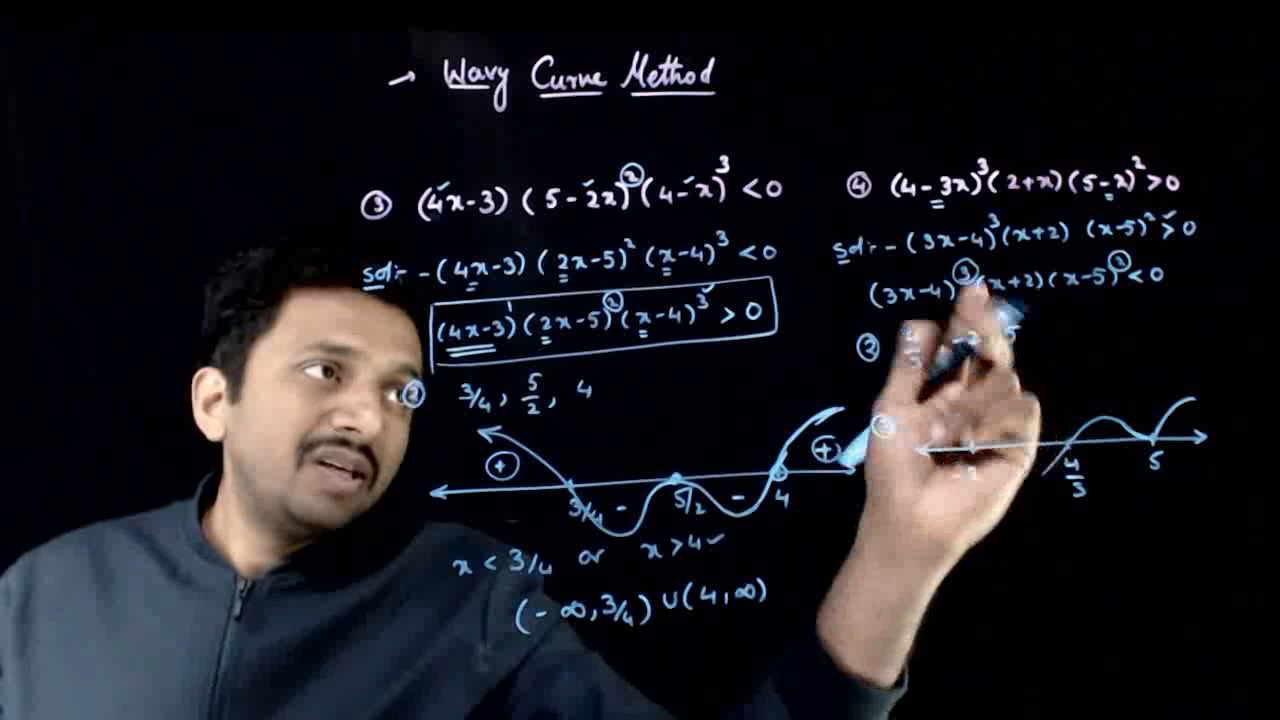 → Wavy Curve Method
③ (4x-3) (5-2x)² (4-x)³ < 0
Sol:- -(4x-3) (2x-5)² (x-4)³ < 0
(4x-3)¹ (2x-5)² (x-4)³ > 0
② 3/4, 5/2, 4
+ - - +
3/4 5/2 4
x < 3/4 or x > 4
(-∞, 3/4) ∪ (4, ∞)
④ (4-3x)³ (2+x) (5-x)² > 0
Sol:- -(3x-4)³ (x+2) (x-5)² > 0
(3x-4)³ (x+2) (x-5)² < 0
②
4/3 5